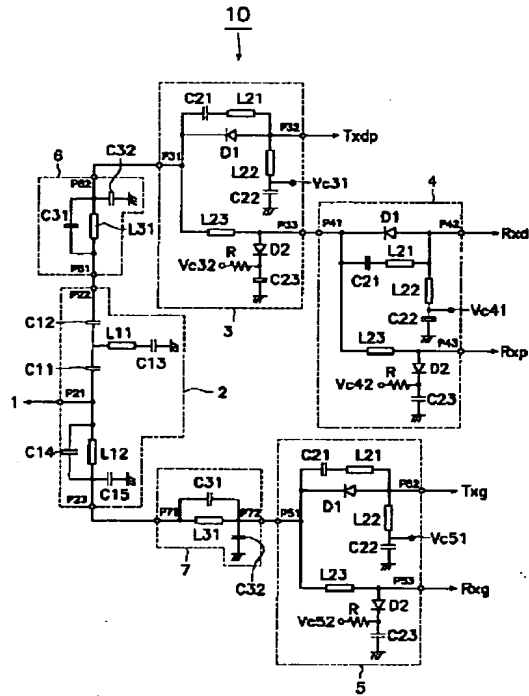 10
C21 L21
P31
P32
Txdp
D1
L22
C22
Vc31
L23
P33
D2
Vc32
R
C23
3
6
C32
P62
C31
L31
P61
4
P41
D1
P42
Rxd
C21 L21
L22
C22
Vc41
L23
P43
Rxp
D2
R
Vc42
C23
P22
C12
L11
C13
C11
2
1
P21
C14
L12
C15
P23
C31
P71
P72
L31
7
C32
C21 L21
P51
P52
Txg
D1
L22
C22
Vc51
L23
P53
Rxg
D2
R
Vc52
C23
5